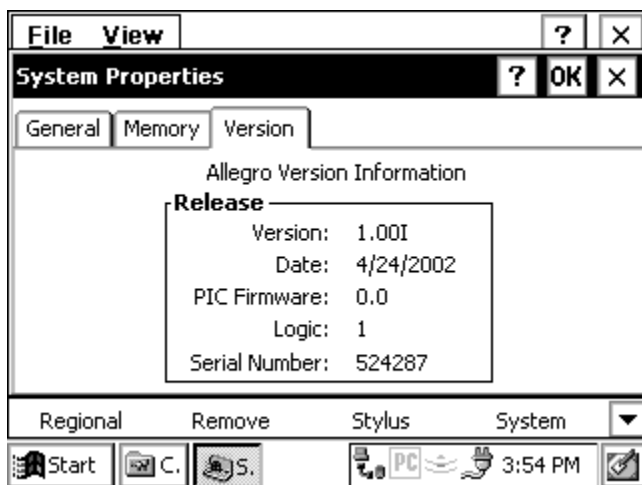 File View ? ×
System Properties ? OK ×
General Memory Version
Allegro Version Information
Release
Version: 1.00I
Date: 4/24/2002
PIC Firmware: 0.0
Logic: 1
Serial Number: 524287
Regional Remove Stylus System
Start C. S. PC 3:54 PM